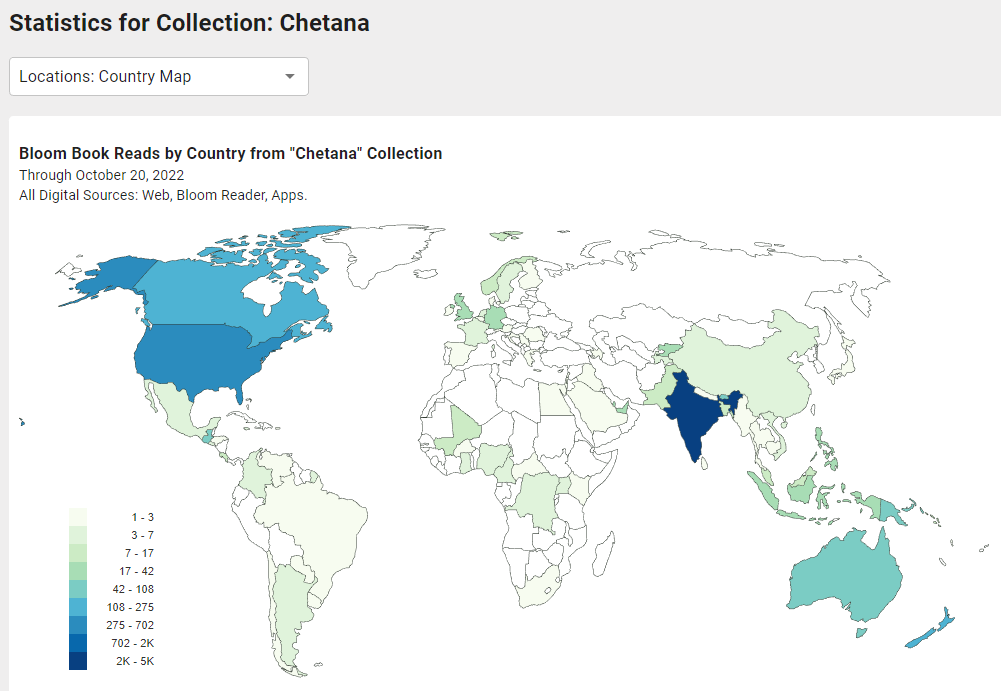 Statistics for Collection: Chetana
Locations: Country Map
Bloom Book Reads by Country from "Chetana" Collection
Through October 20, 2022
All Digital Sources: Web, Bloom Reader, Apps.
1 - 3
3 - 7
7 - 17
17 - 42
42 - 108
108 - 275
275 - 702
702 - 2K
2K - 5K